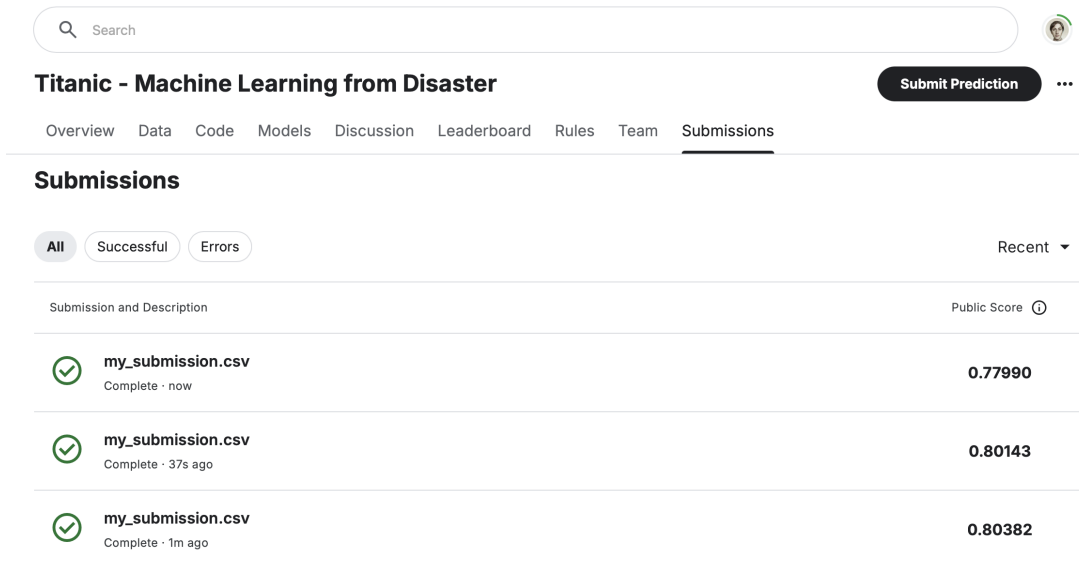 Search
Titanic - Machine Learning from Disaster
Submit Prediction
Overview Data Code Models Discussion Leaderboard Rules Team Submissions
Submissions
All Successful Errors Recent
Submission and Description Public Score
my_submission.csv
Complete · now
0.77990
my_submission.csv
Complete · 37s ago
0.80143
my_submission.csv
Complete · 1m ago
0.80382